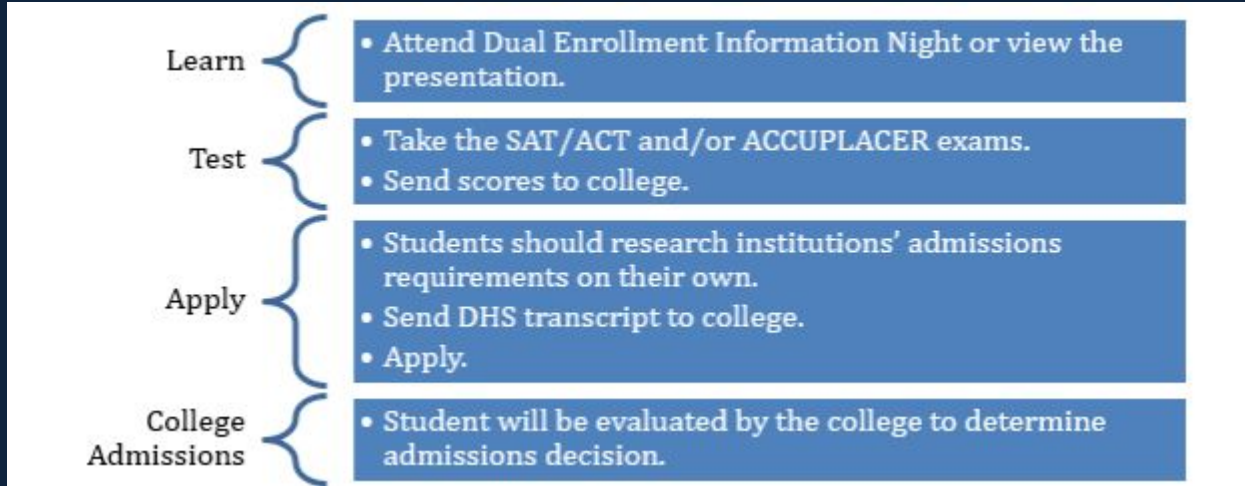 Learn
• Attend Dual Enrollment Information Night or view the
presentation.
Test
• Take the SAT/ACT and/or ACCUPLACER exams.
• Send scores to college.
Apply
• Students should research institutions’ admissions
requirements on their own.
• Send DHS transcript to college.
• Apply.
College
Admissions
• Student will be evaluated by the college to determine
admissions decision.